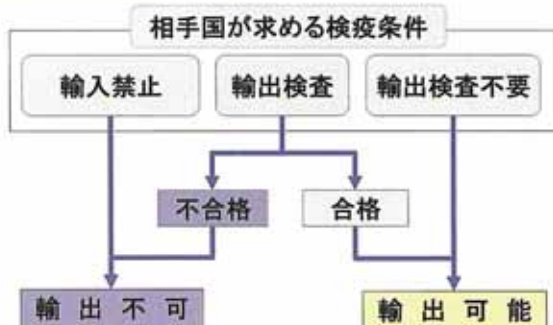 相手国が求める検疫条件
輸入禁止
輸出検査
輸出検査不要
不合格
合格
輸出不可
輸出可能